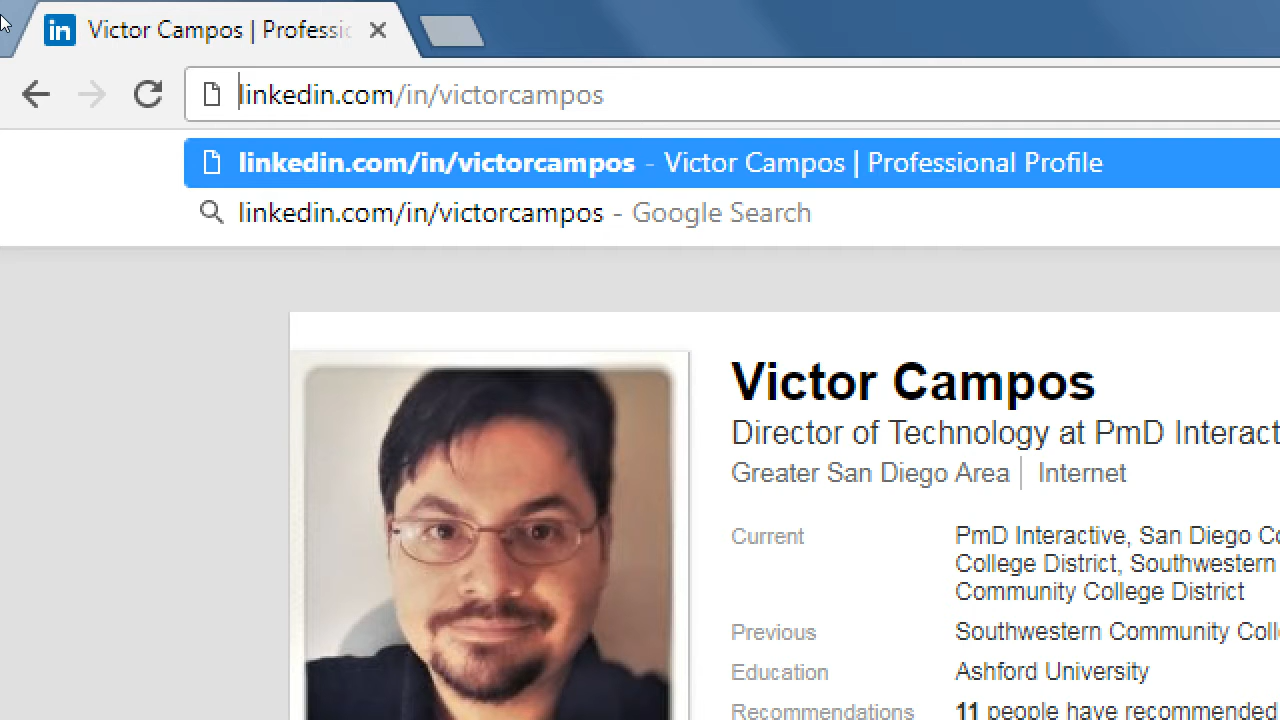 in Victor Campos | Professi
linkedin.com/in/victorcampos
linkedin.com/in/victorcampos - Victor Campos | Professional Profile
linkedin.com/in/victorcampos - Google Search
Victor Campos
Director of Technology at PmD Interact
Greater San Diego Area | Internet
Current PmD Interactive, San Diego Co
College District, Southwestern
Community College District
Previous Southwestern Community Coll
Education Ashford University
Recommendations 11 people have recommended